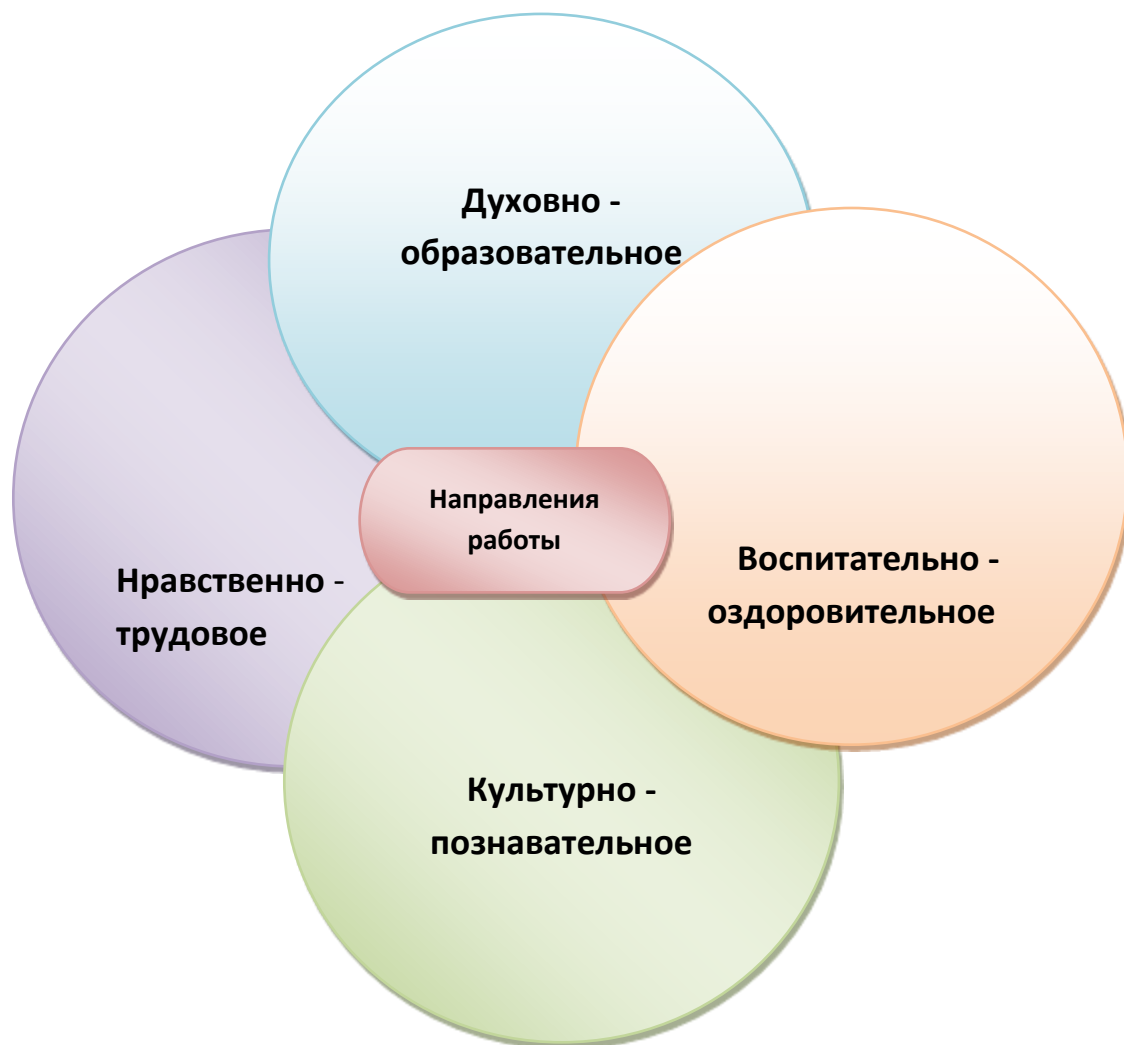 Духовно -
образовательное
Направления
работы
Воспитательно -
оздоровительное
Нравственно -
трудовое
Культурно -
познавательное